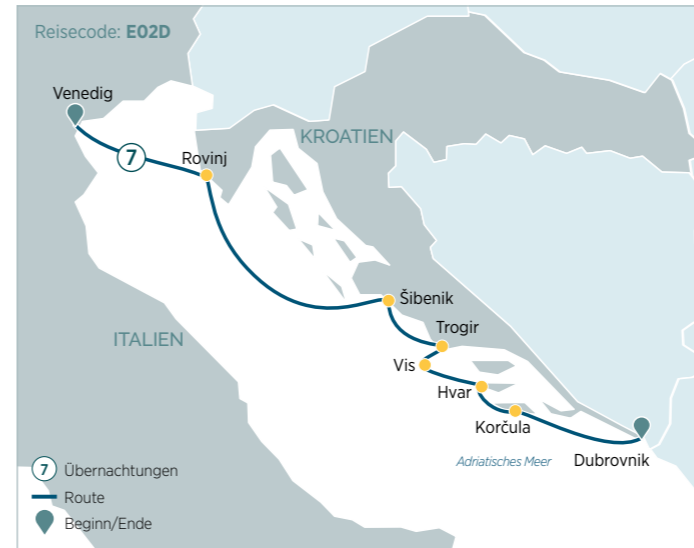 Reisecode: E02D
Venedig
KROATIEN
7
Rovinj
Šibenik
Trogir
ITALIEN
Vis
Hvar
Korčula
Adriatisches Meer
Dubrovnik
7 Übernachtungen
Route
Beginn/Ende